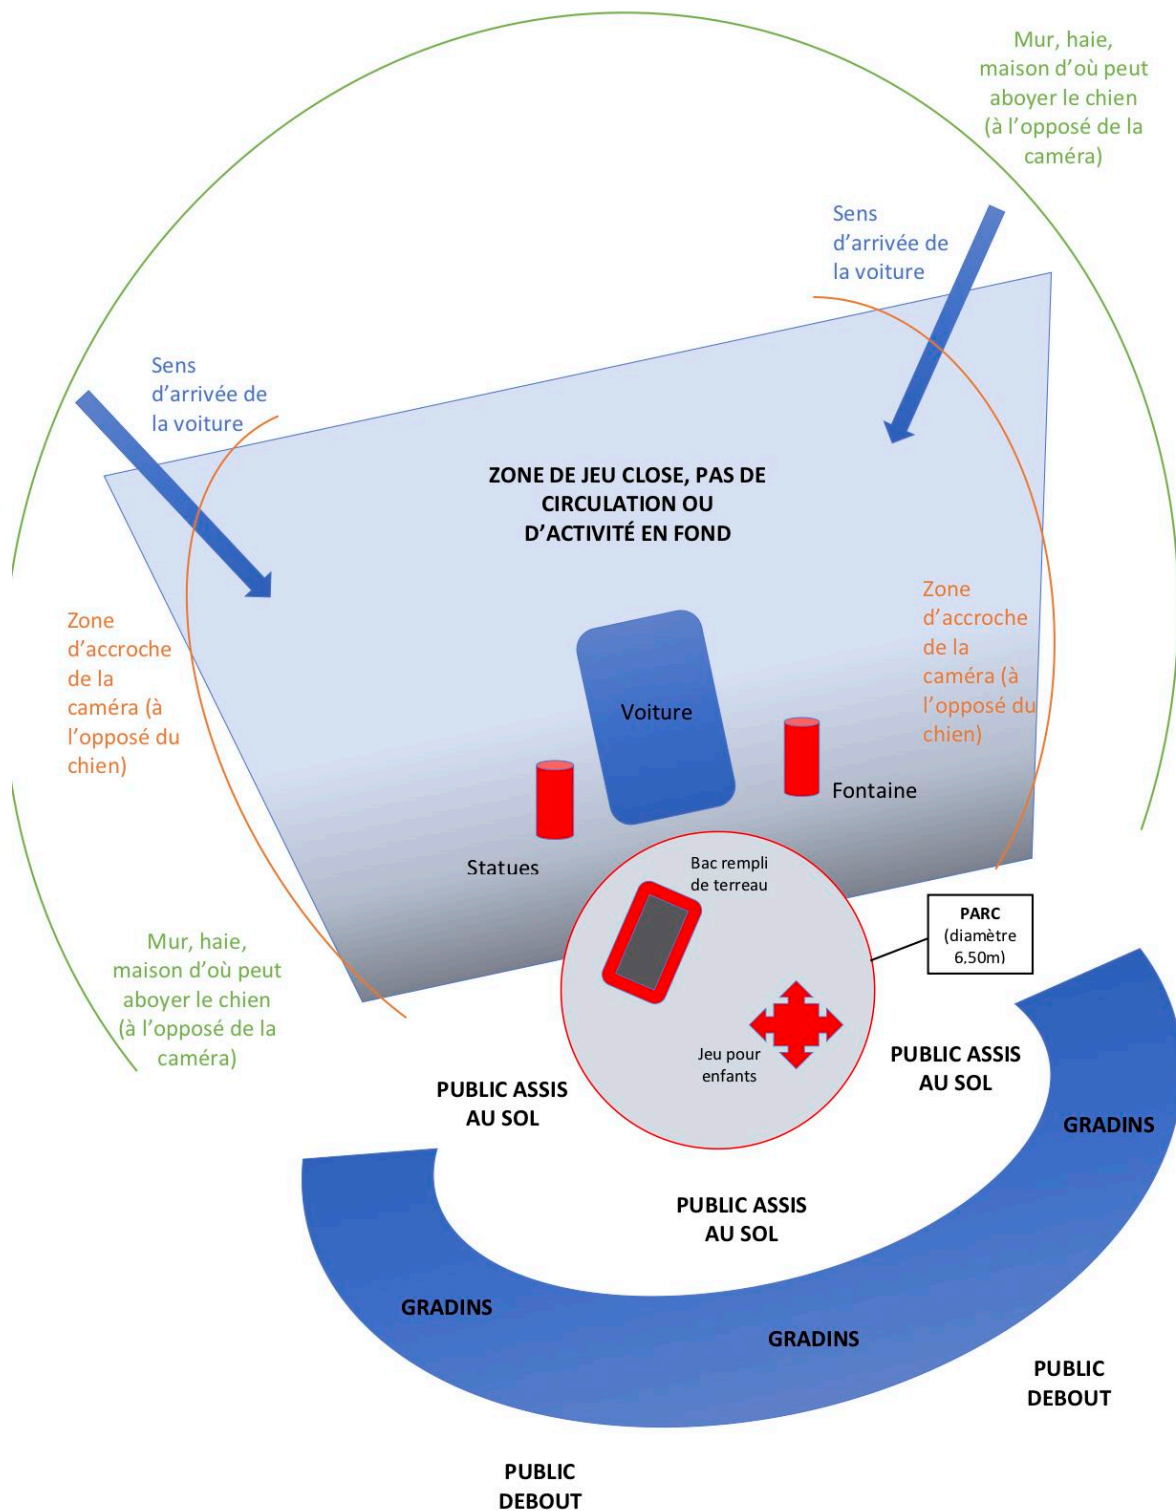 Mur, haie,
maison d'où peut
aboyer le chien
(à l'opposé de la
caméra)
Sens
d'arrivée de
la voiture
Sens
d'arrivée de
la voiture
ZONE DE JEU CLOSE, PAS DE
CIRCULATION OU
D'ACTIVITÉ EN FOND
Zone
d'accroche
de la
caméra (à
l'opposé du
chien)
Zone
d'accroche
de la
caméra (à
l'opposé du
chien)
Voiture
Fontaine
Statues
Bac rempli
de terreau
PARC
(diamètre
6.50m)
Mur, haie,
maison d'où peut
aboyer le chien
(à l'opposé de la
caméra)
Jeu pour
enfants
PUBLIC ASSIS
AU SOL
PUBLIC ASSIS
AU SOL
GRADINS
PUBLIC ASSIS
AU SOL
GRADINS
GRADINS
PUBLIC
DEBOUT
PUBLIC
DEBOUT